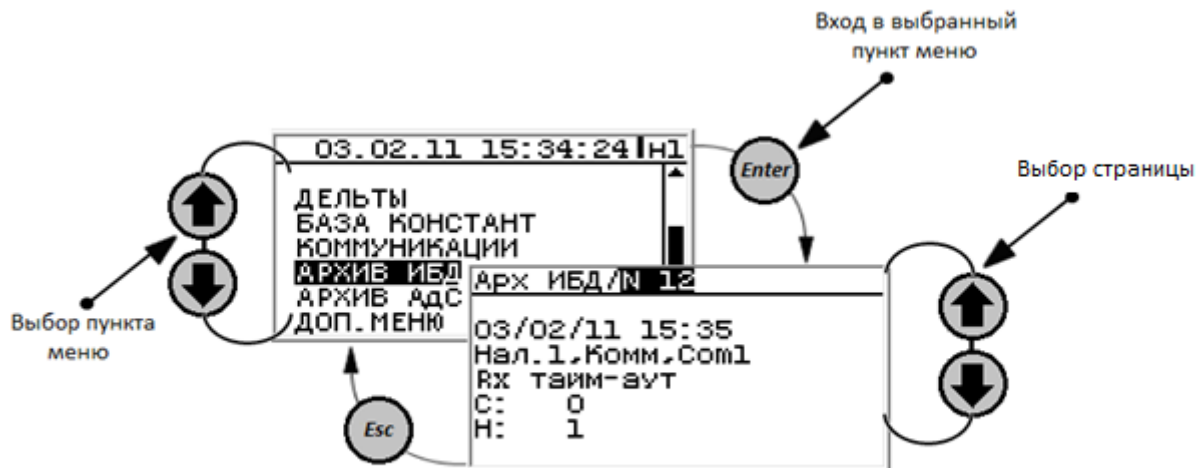 Вход в выбранный
пункт меню
03.02.11 15:34:24 Н1
Enter
Выбор страницы
ДЕЛЬТЫ
БАЗА КОНСТАНТ
КОММУНИКАЦИИ
АРХИВ ИБД
АРХИВ АдС
ДОП.МЕНЮ
Выбор пункта
меню
Арх ИБД/N 12
03/02/11 15:35
Нал.1,Комм,Com1
Rx тайм-аут
С: 0
Н: 1
Esc